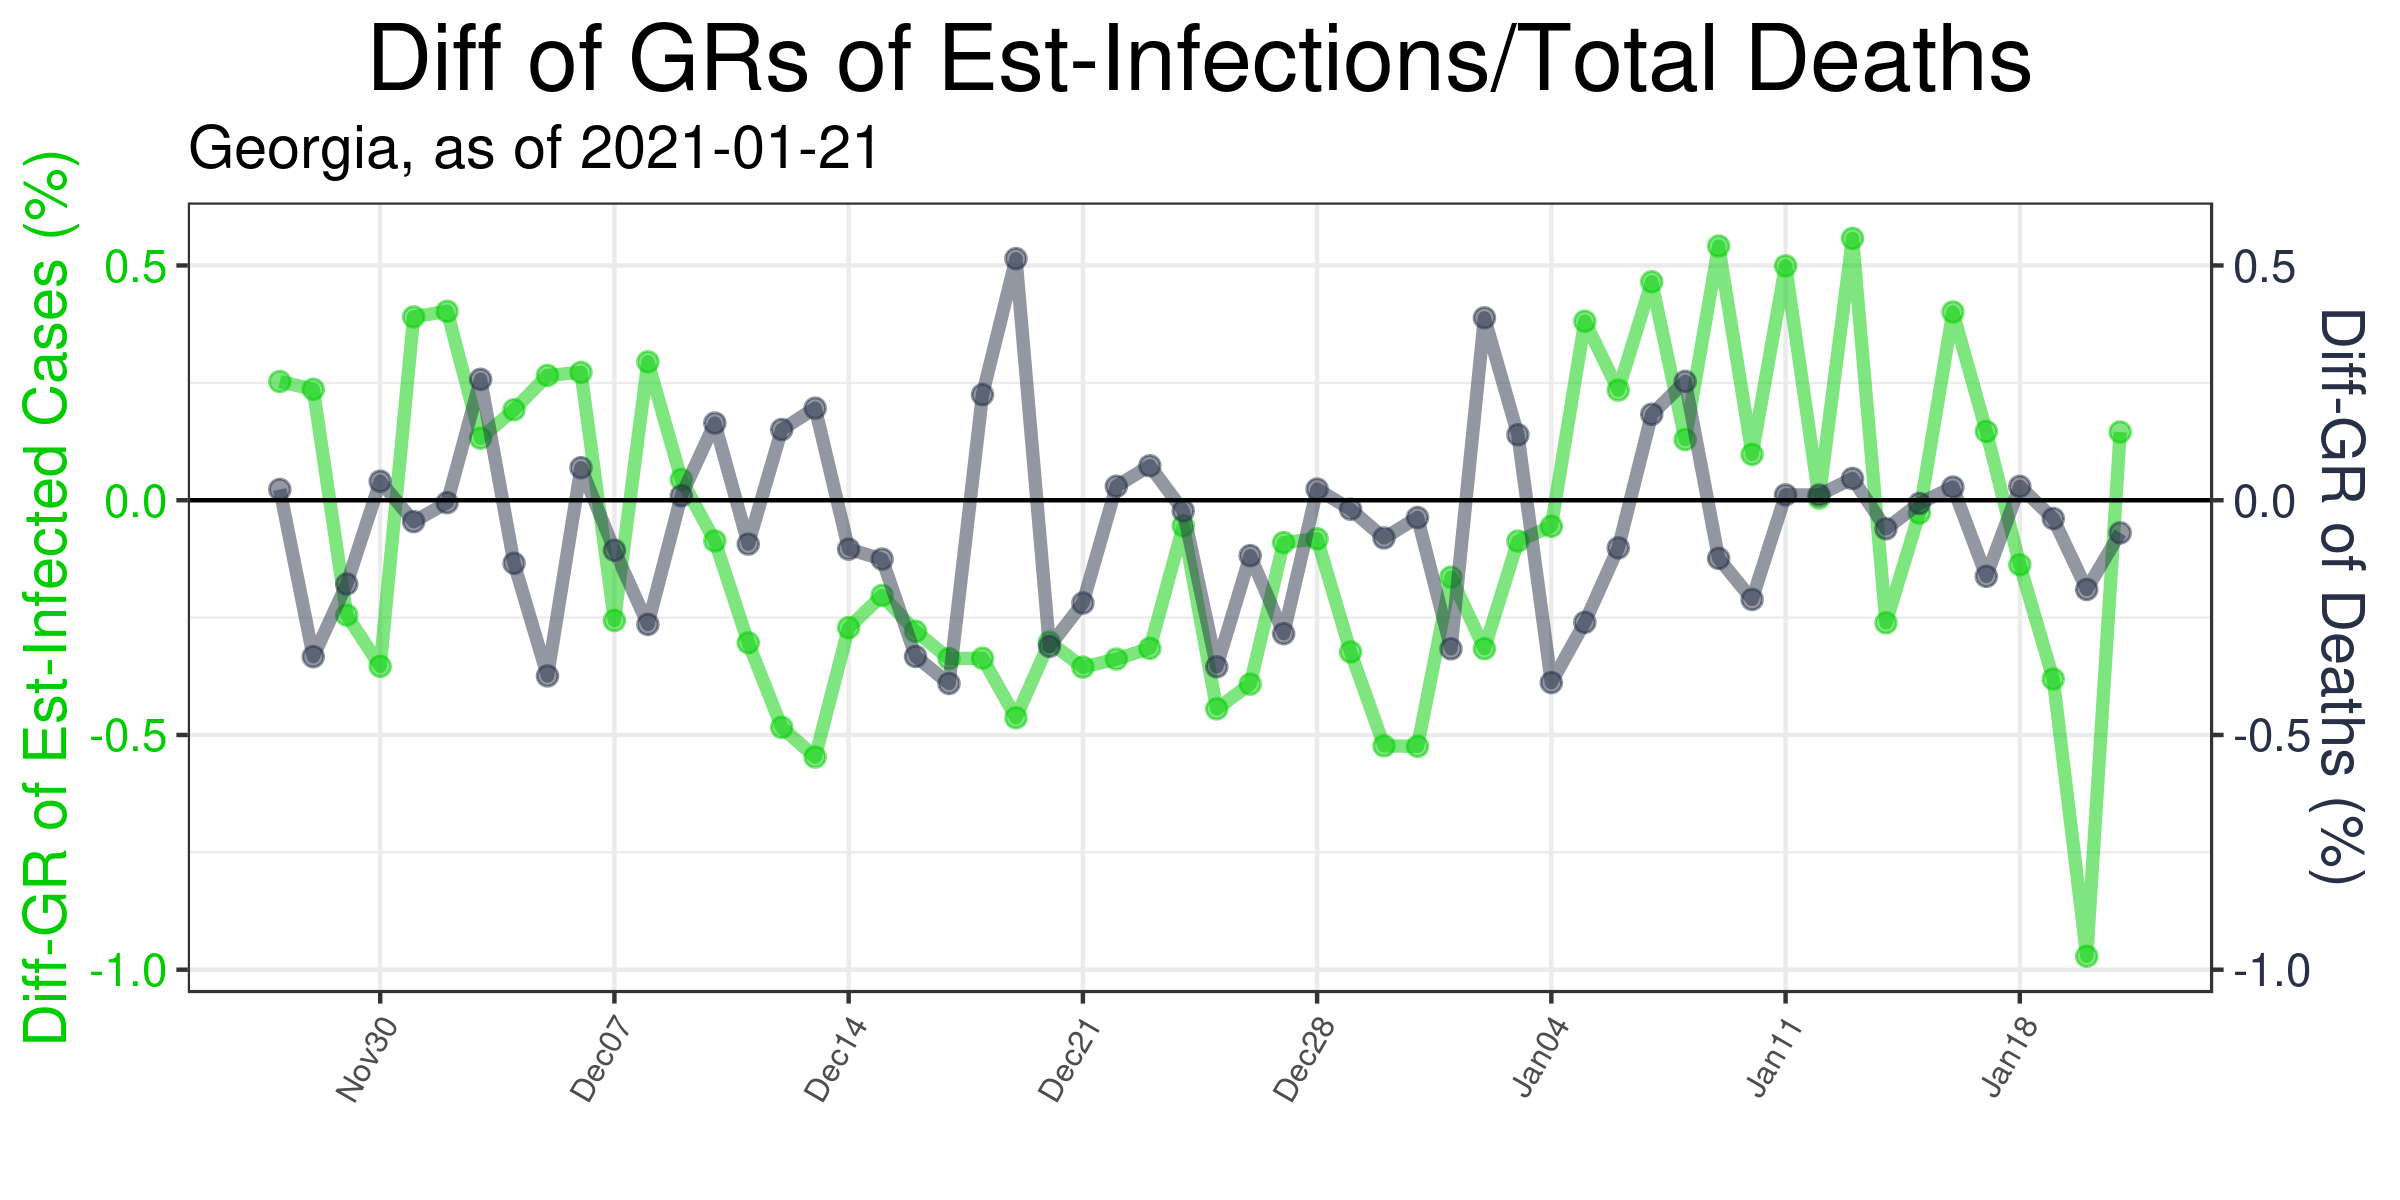 Diff of GRs of Est-Infections/Total Deaths
Georgia, as of 2021-01-21
Diff-GR of Est-Infected Cases (%)
0.5
0.0
-0.5
-1.0
0.5
0.0
-0.5
-1.0
Diff-GR of Deaths (%)
Nov30
Dec07
Dec14
Dec21
Dec28
Jan04
Jan11
Jan18